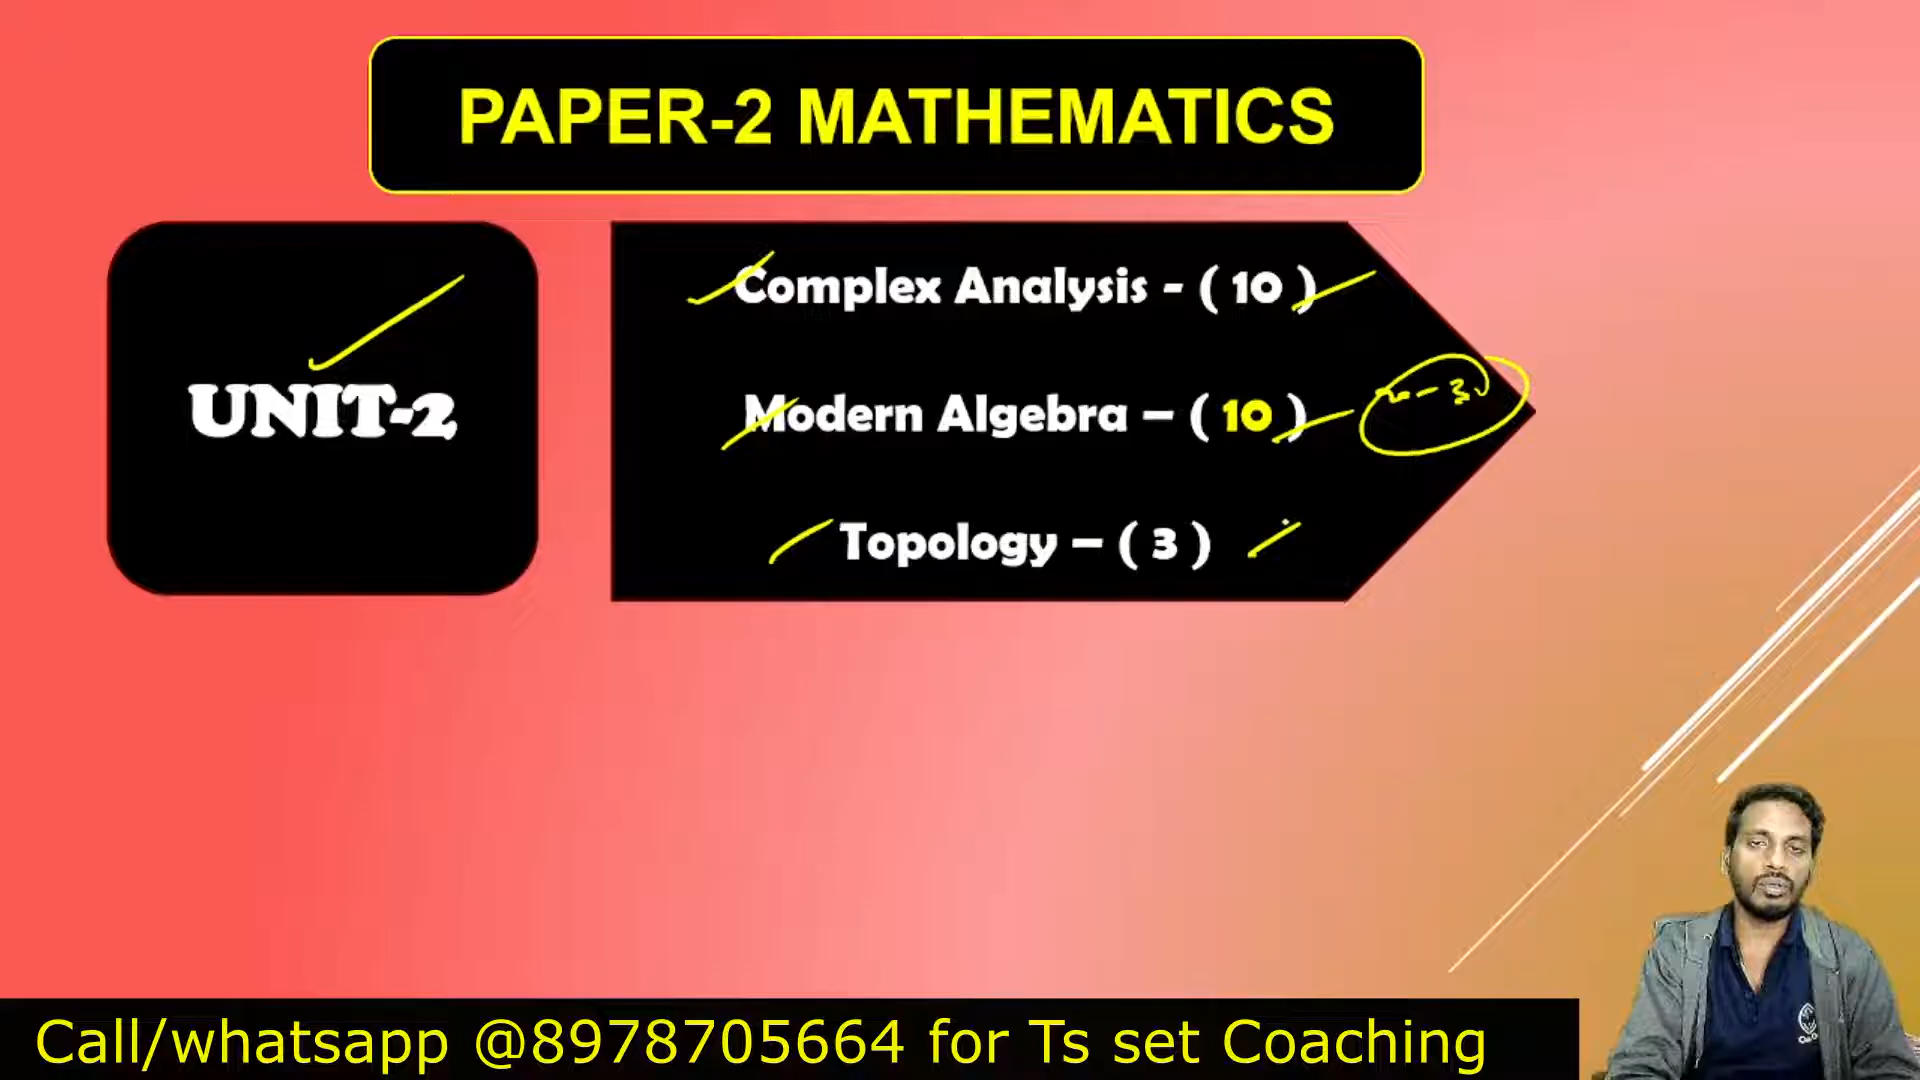 PAPER-2 MATHEMATICS
UNIT-2
Complex Analysis - ( 10 )
Modern Algebra – ( 10 )
Topology – ( 3 )
Call/whatsapp @8978705664 for Ts set Coaching